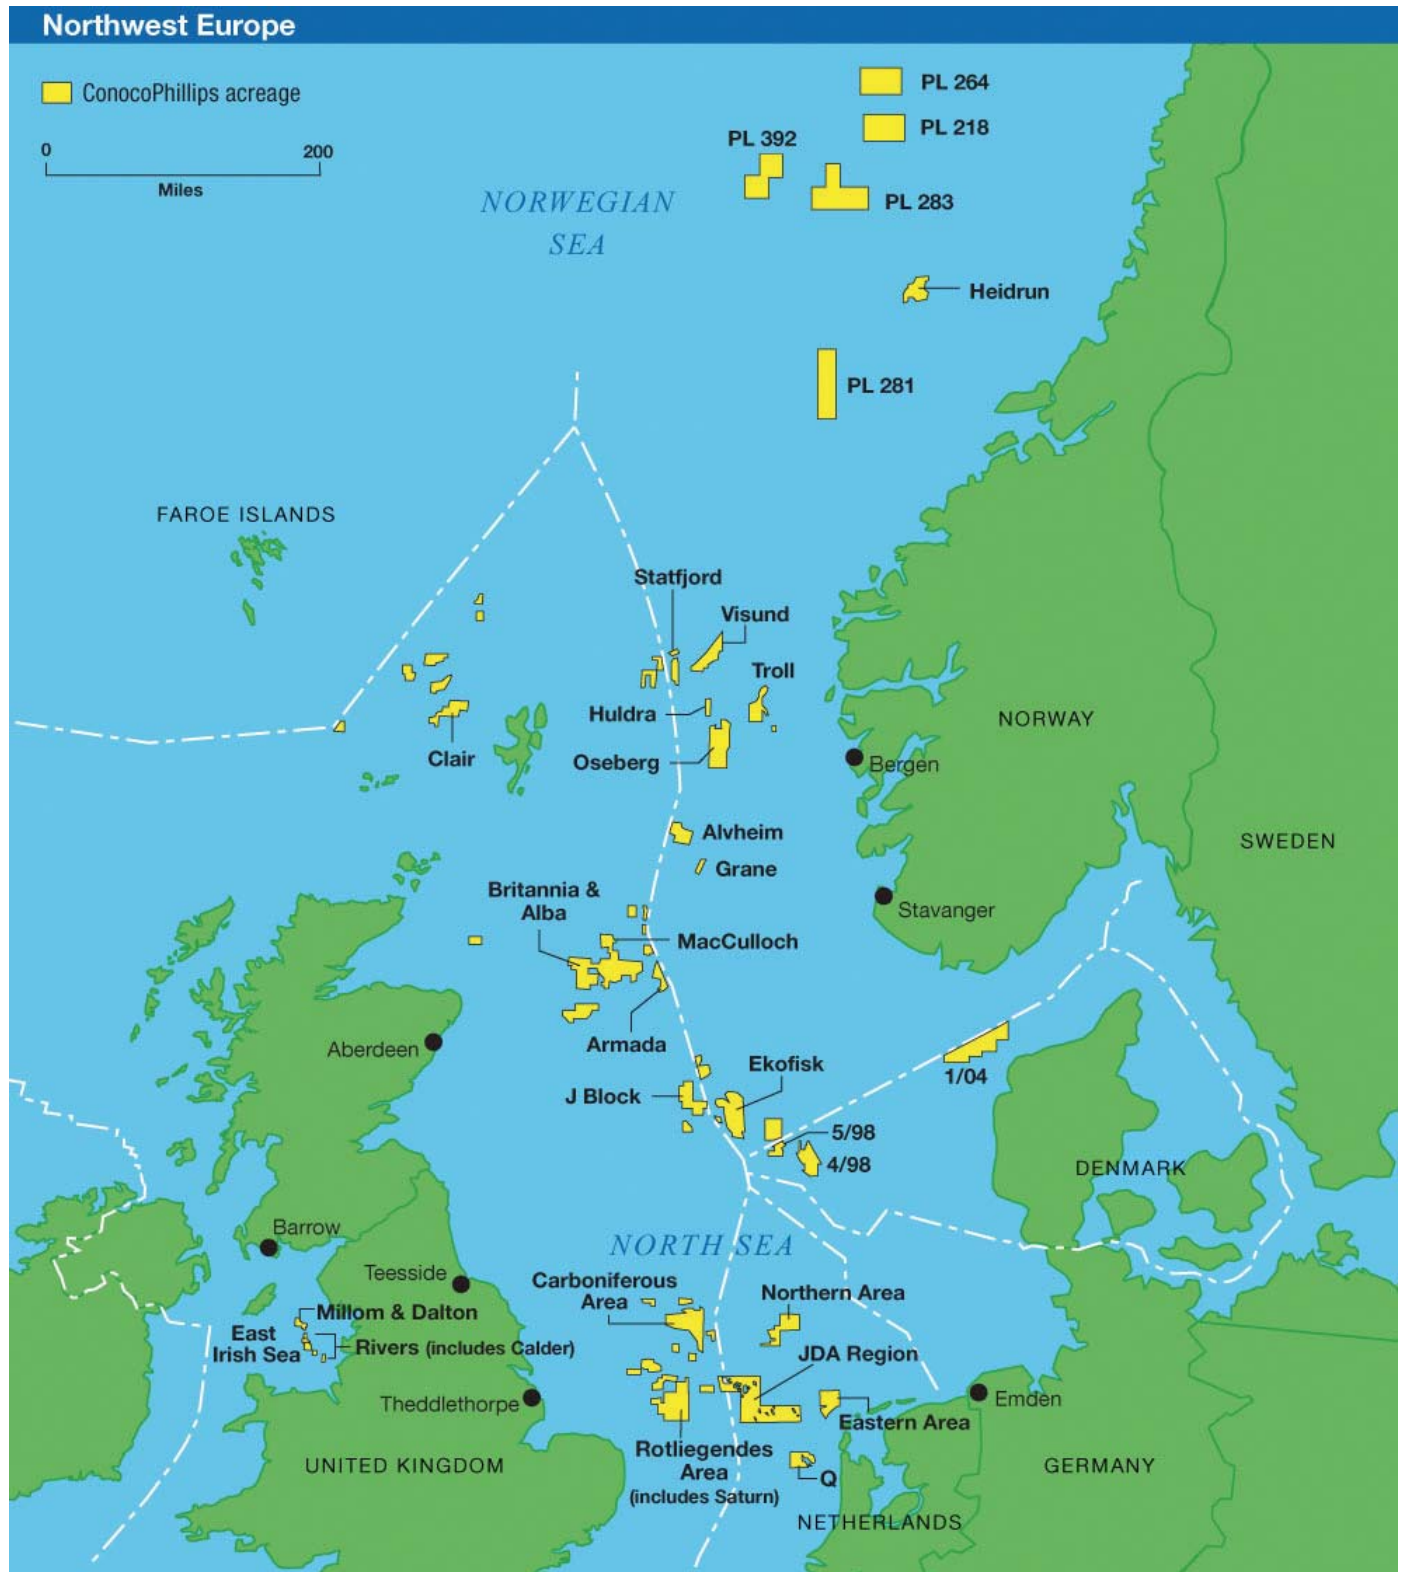 Northwest Europe
ConocoPhillips acreage
0 200
Miles
PL 264
PL 218
PL 392
PL 283
NORWEGIAN
SEA
Heidrun
PL 281
FAROE ISLANDS
Statfjord
Visund
Troll
Huldra
NORWAY
Clair
Oseberg
Bergen
Alvheim
SWEDEN
Grane
Britannia &
Alba
Stavanger
MacCulloch
Aberdeen
Armada
Ekofisk
1/04
J Block
5/98
4/98
DENMARK
Barrow
NORTH SEA
Teesside
Carboniferous
Area
Northern Area
Millom & Dalton
East
Irish Sea
Rivers (includes Calder)
JDA Region
Theddlethorpe
Emden
Eastern Area
Rotliegendes
Area
(includes Saturn)
UNITED KINGDOM
Q
GERMANY
NETHERLANDS